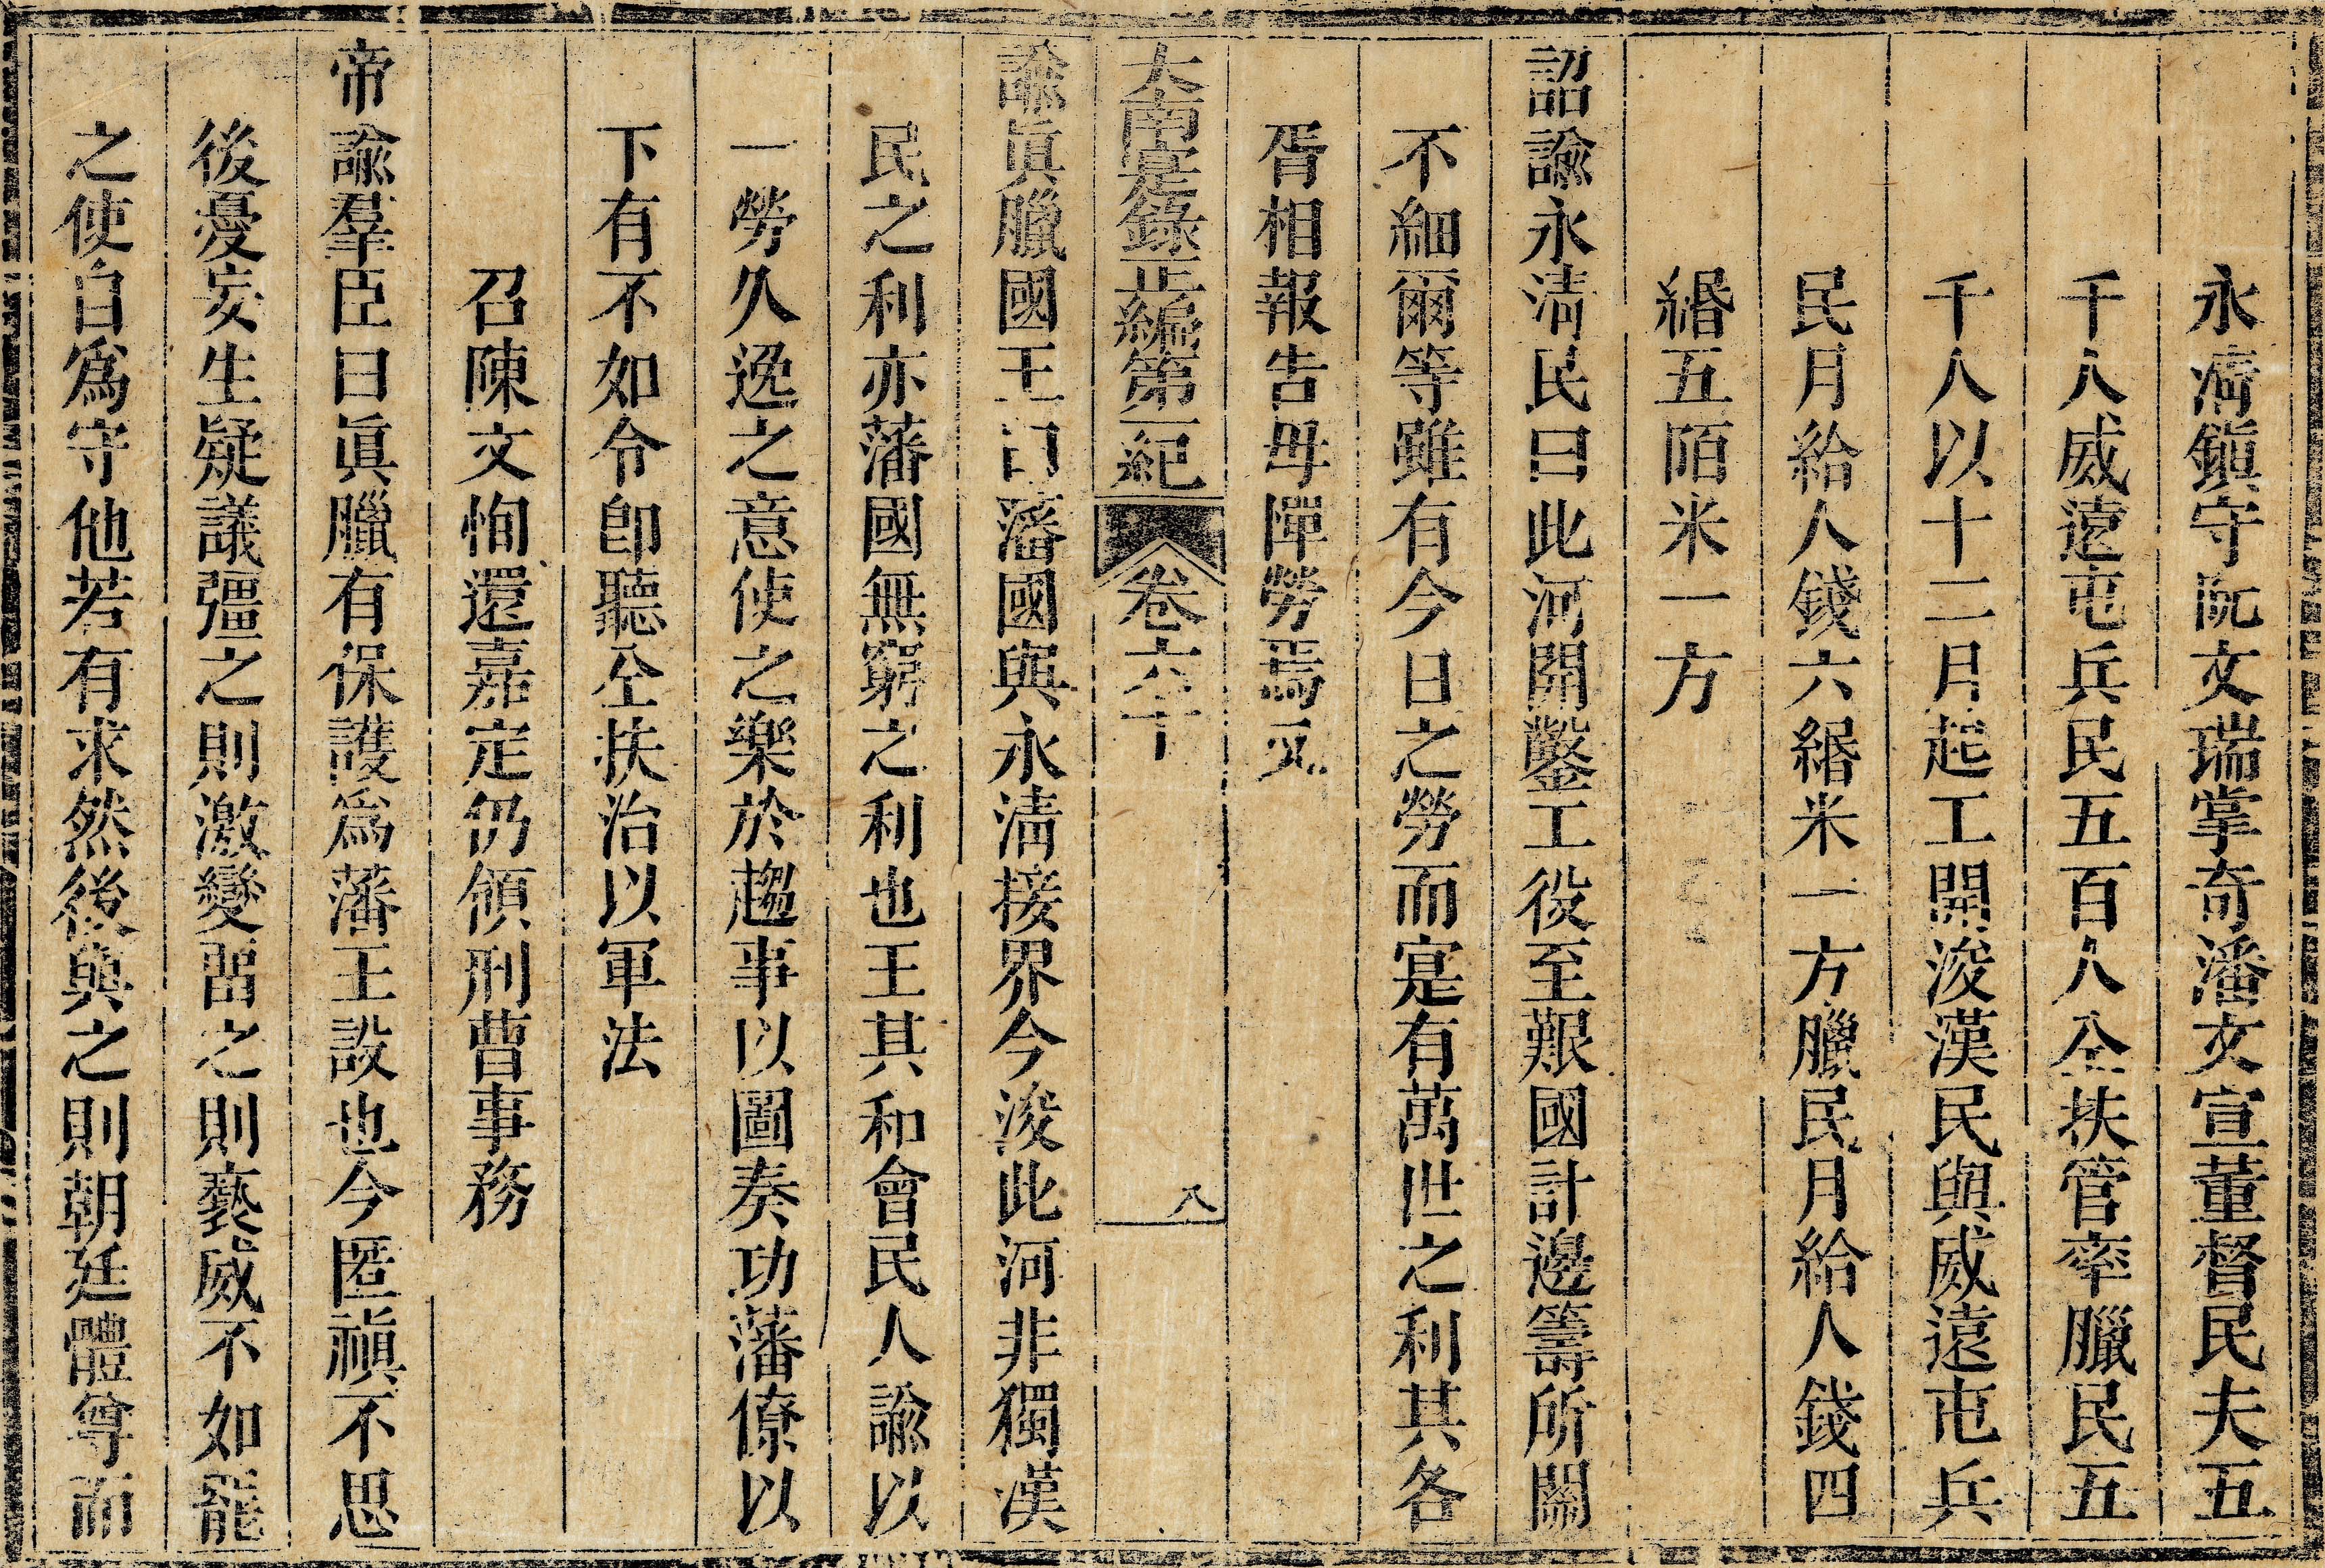 永淸鎭守阮文瑞掌奇潘文宣董督民夫五
千人威遠屯兵民五百人仝扶管率臘民五
千人以十二月起工開浚漢民與威遠屯兵
民月給人錢六緡米一方臘民月給人錢四
緡五陌米一方
詔諭永淸民曰此河開鑿工役至艱國計邊籌所關
不細爾等雖有今日之勞而寔有萬世之利其各
胥相報告毋憚勞焉又
大南寔錄正編第一紀 卷六十 八
諭眞臘國王曰藩國與永淸接界今浚此河非獨漢
民之利亦藩國無窮之利也王其和會民人諭以
一勞久逸之意使之樂於趨事以圖奏功藩僚以
下有不如令卽聽仝扶治以軍法
召陳文恂還嘉定仍領刑曹事務
帝諭羣臣曰眞臘有保護爲藩王設也今匿禛不思
後憂妄生疑議彊之則激變畱之則褻威不如罷
之使自爲守他若有求然後與之則朝廷體尊而